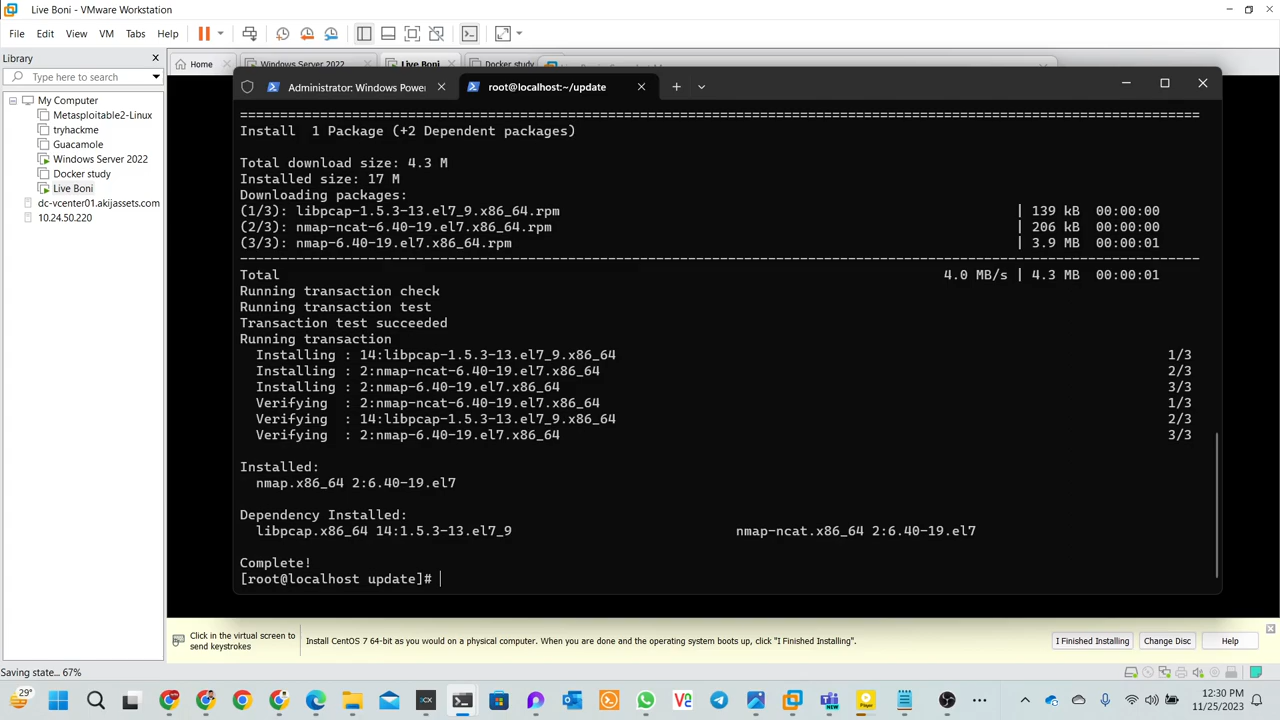 Live Boni - VMware Workstation
File Edit View VM Tabs Help
Library
Type here to search
My Computer
Metasploitable2-Linux
tryhackme
Guacamole
Windows Server 2022
Docker study
Live Boni
dc-vcenter01.akijassets.com
10.24.50.220
Home Windows Server 2022 Live Boni Docker study
Administrator: Windows Power root@localhost:~/update
================================================================================
Install  1 Package (+2 Dependent packages)
Total download size: 4.3 M
Installed size: 17 M
Downloading packages:
(1/3): libpcap-1.5.3-13.el7_9.x86_64.rpm | 139 kB 00:00:00
(2/3): nmap-ncat-6.40-19.el7.x86_64.rpm | 206 kB 00:00:00
(3/3): nmap-6.40-19.el7.x86_64.rpm | 3.9 MB 00:00:01
--------------------------------------------------------------------------------
Total 4.0 MB/s | 4.3 MB 00:00:01
Running transaction check
Running transaction test
Transaction test succeeded
Running transaction
Installing : 14:libpcap-1.5.3-13.el7_9.x86_64 1/3
Installing : 2:nmap-ncat-6.40-19.el7.x86_64 2/3
Installing : 2:nmap-6.40-19.el7.x86_64 3/3
Verifying : 2:nmap-ncat-6.40-19.el7.x86_64 1/3
Verifying : 14:libpcap-1.5.3-13.el7_9.x86_64 2/3
Verifying : 2:nmap-6.40-19.el7.x86_64 3/3
Installed:
nmap.x86_64 2:6.40-19.el7
Dependency Installed:
libpcap.x86_64 14:1.5.3-13.el7_9 nmap-ncat.x86_64 2:6.40-19.el7
Complete!
[root@localhost update]#
Click in the virtual screen to
send keystrokes
Install CentOS 7 64-bit as you would on a physical computer. When you are done and the operating system boots up, click "I Finished Installing".
I Finished Installing Change Disc Help
Saving state... 67%
29°
12:30 PM
11/25/2023